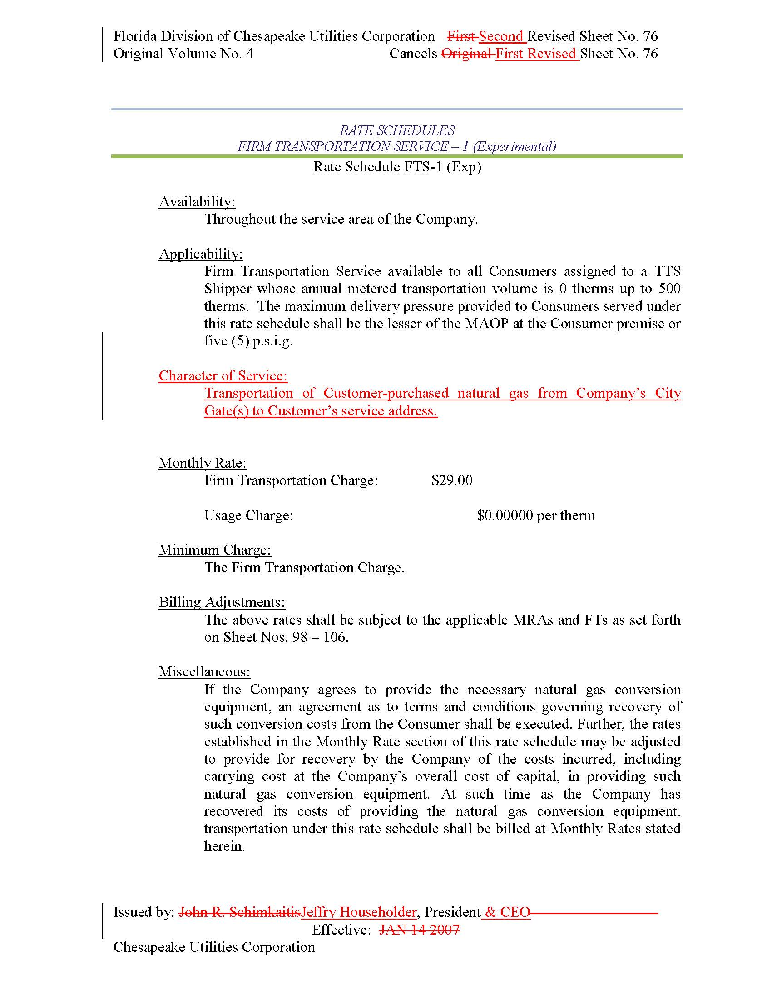 Florida Division of Chesapeake Utilities Corporation First Second Revised Sheet No. 76
Original Volume No. 4 Cancels Original First Revised Sheet No. 76
RATE SCHEDULES
FIRM TRANSPORTATION SERVICE – 1 (Experimental)
Rate Schedule FTS-1 (Exp)
Availability:
Throughout the service area of the Company.
Applicability:
Firm Transportation Service available to all Consumers assigned to a TTS
Shipper whose annual metered transportation volume is 0 therms up to 500
therms. The maximum delivery pressure provided to Consumers served under
this rate schedule shall be the lesser of the MAOP at the Consumer premise or
five (5) p.s.i.g.
Character of Service:
Transportation of Customer-purchased natural gas from Company’s City
Gate(s) to Customer’s service address.
Monthly Rate:
Firm Transportation Charge: $29.00
Usage Charge: $0.00000 per therm
Minimum Charge:
The Firm Transportation Charge.
Billing Adjustments:
The above rates shall be subject to the applicable MRAs and FTs as set forth
on Sheet Nos. 98 – 106.
Miscellaneous:
If the Company agrees to provide the necessary natural gas conversion
equipment, an agreement as to terms and conditions governing recovery of
such conversion costs from the Consumer shall be executed. Further, the rates
established in the Monthly Rate section of this rate schedule may be adjusted
to provide for recovery by the Company of the costs incurred, including
carrying cost at the Company’s overall cost of capital, in providing such
natural gas conversion equipment. At such time as the Company has
recovered its costs of providing the natural gas conversion equipment,
transportation under this rate schedule shall be billed at Monthly Rates stated
herein.
Issued by: John R. SchimkaitisJeffry Householder, President & CEO
Effective: JAN 14 2007
Chesapeake Utilities Corporation